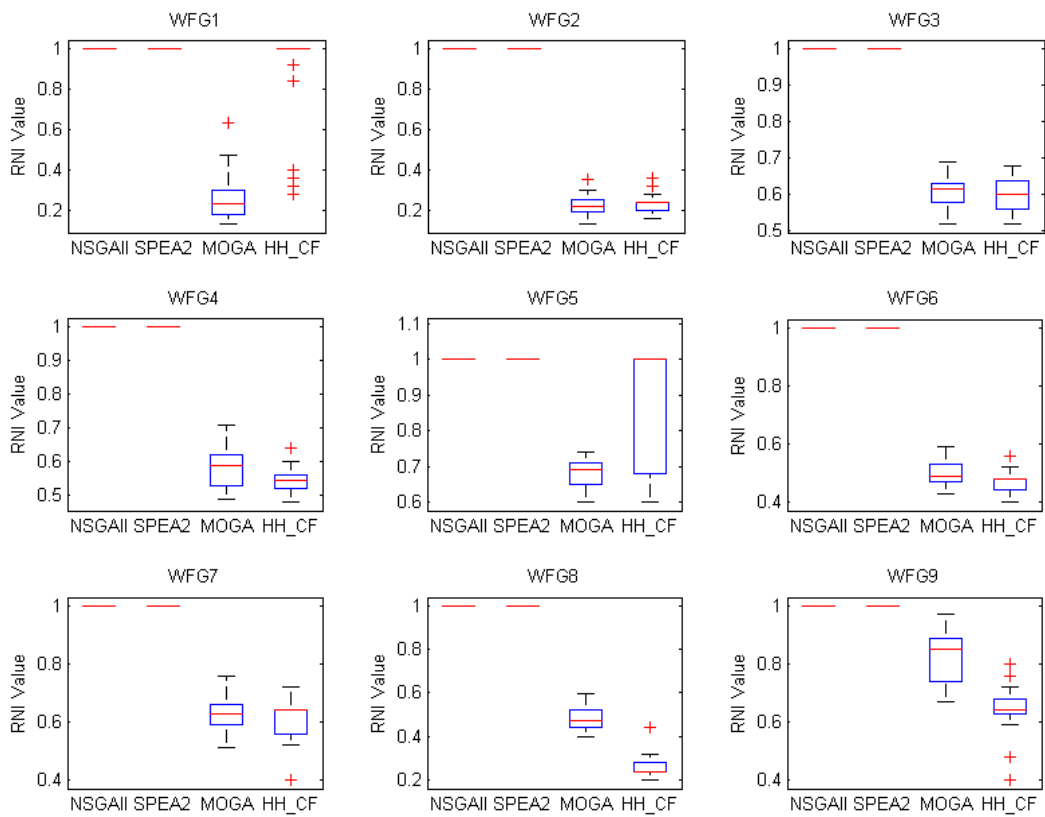 WFG1
RNI Value
1
0.8
0.6
0.4
0.2
NSGAII SPEA2 MOGA HH_CF
WFG2
RNI Value
1
0.8
0.6
0.4
0.2
NSGAII SPEA2 MOGA HH_CF
WFG3
RNI Value
1
0.9
0.8
0.7
0.6
0.5
NSGAII SPEA2 MOGA HH_CF
WFG4
RNI Value
1
0.9
0.8
0.7
0.6
0.5
NSGAII SPEA2 MOGA HH_CF
WFG5
RNI Value
1.1
1
0.9
0.8
0.7
0.6
NSGAII SPEA2 MOGA HH_CF
WFG6
RNI Value
1
0.8
0.6
0.4
NSGAII SPEA2 MOGA HH_CF
WFG7
RNI Value
1
0.8
0.6
0.4
NSGAII SPEA2 MOGA HH_CF
WFG8
RNI Value
1
0.8
0.6
0.4
0.2
NSGAII SPEA2 MOGA HH_CF
WFG9
RNI Value
1
0.8
0.6
0.4
NSGAII SPEA2 MOGA HH_CF